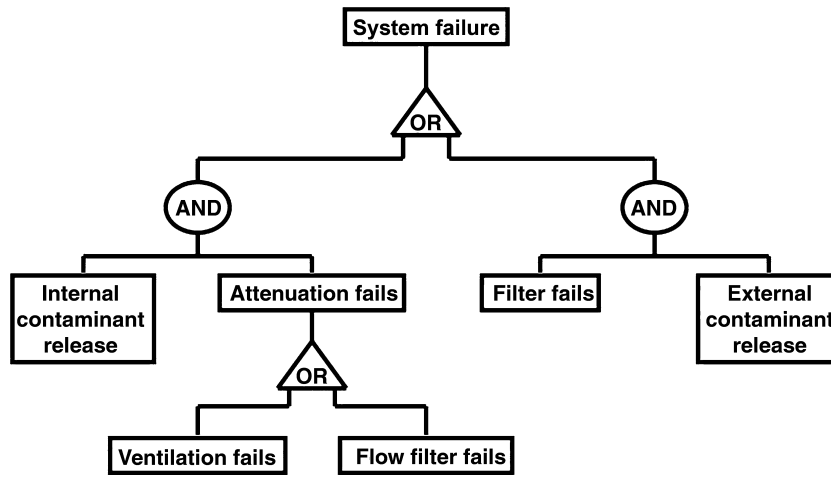 System failure
OR
AND
AND
Internal
contaminant
release
Attenuation fails
Filter fails
External
contaminant
release
OR
Ventilation fails
Flow filter fails